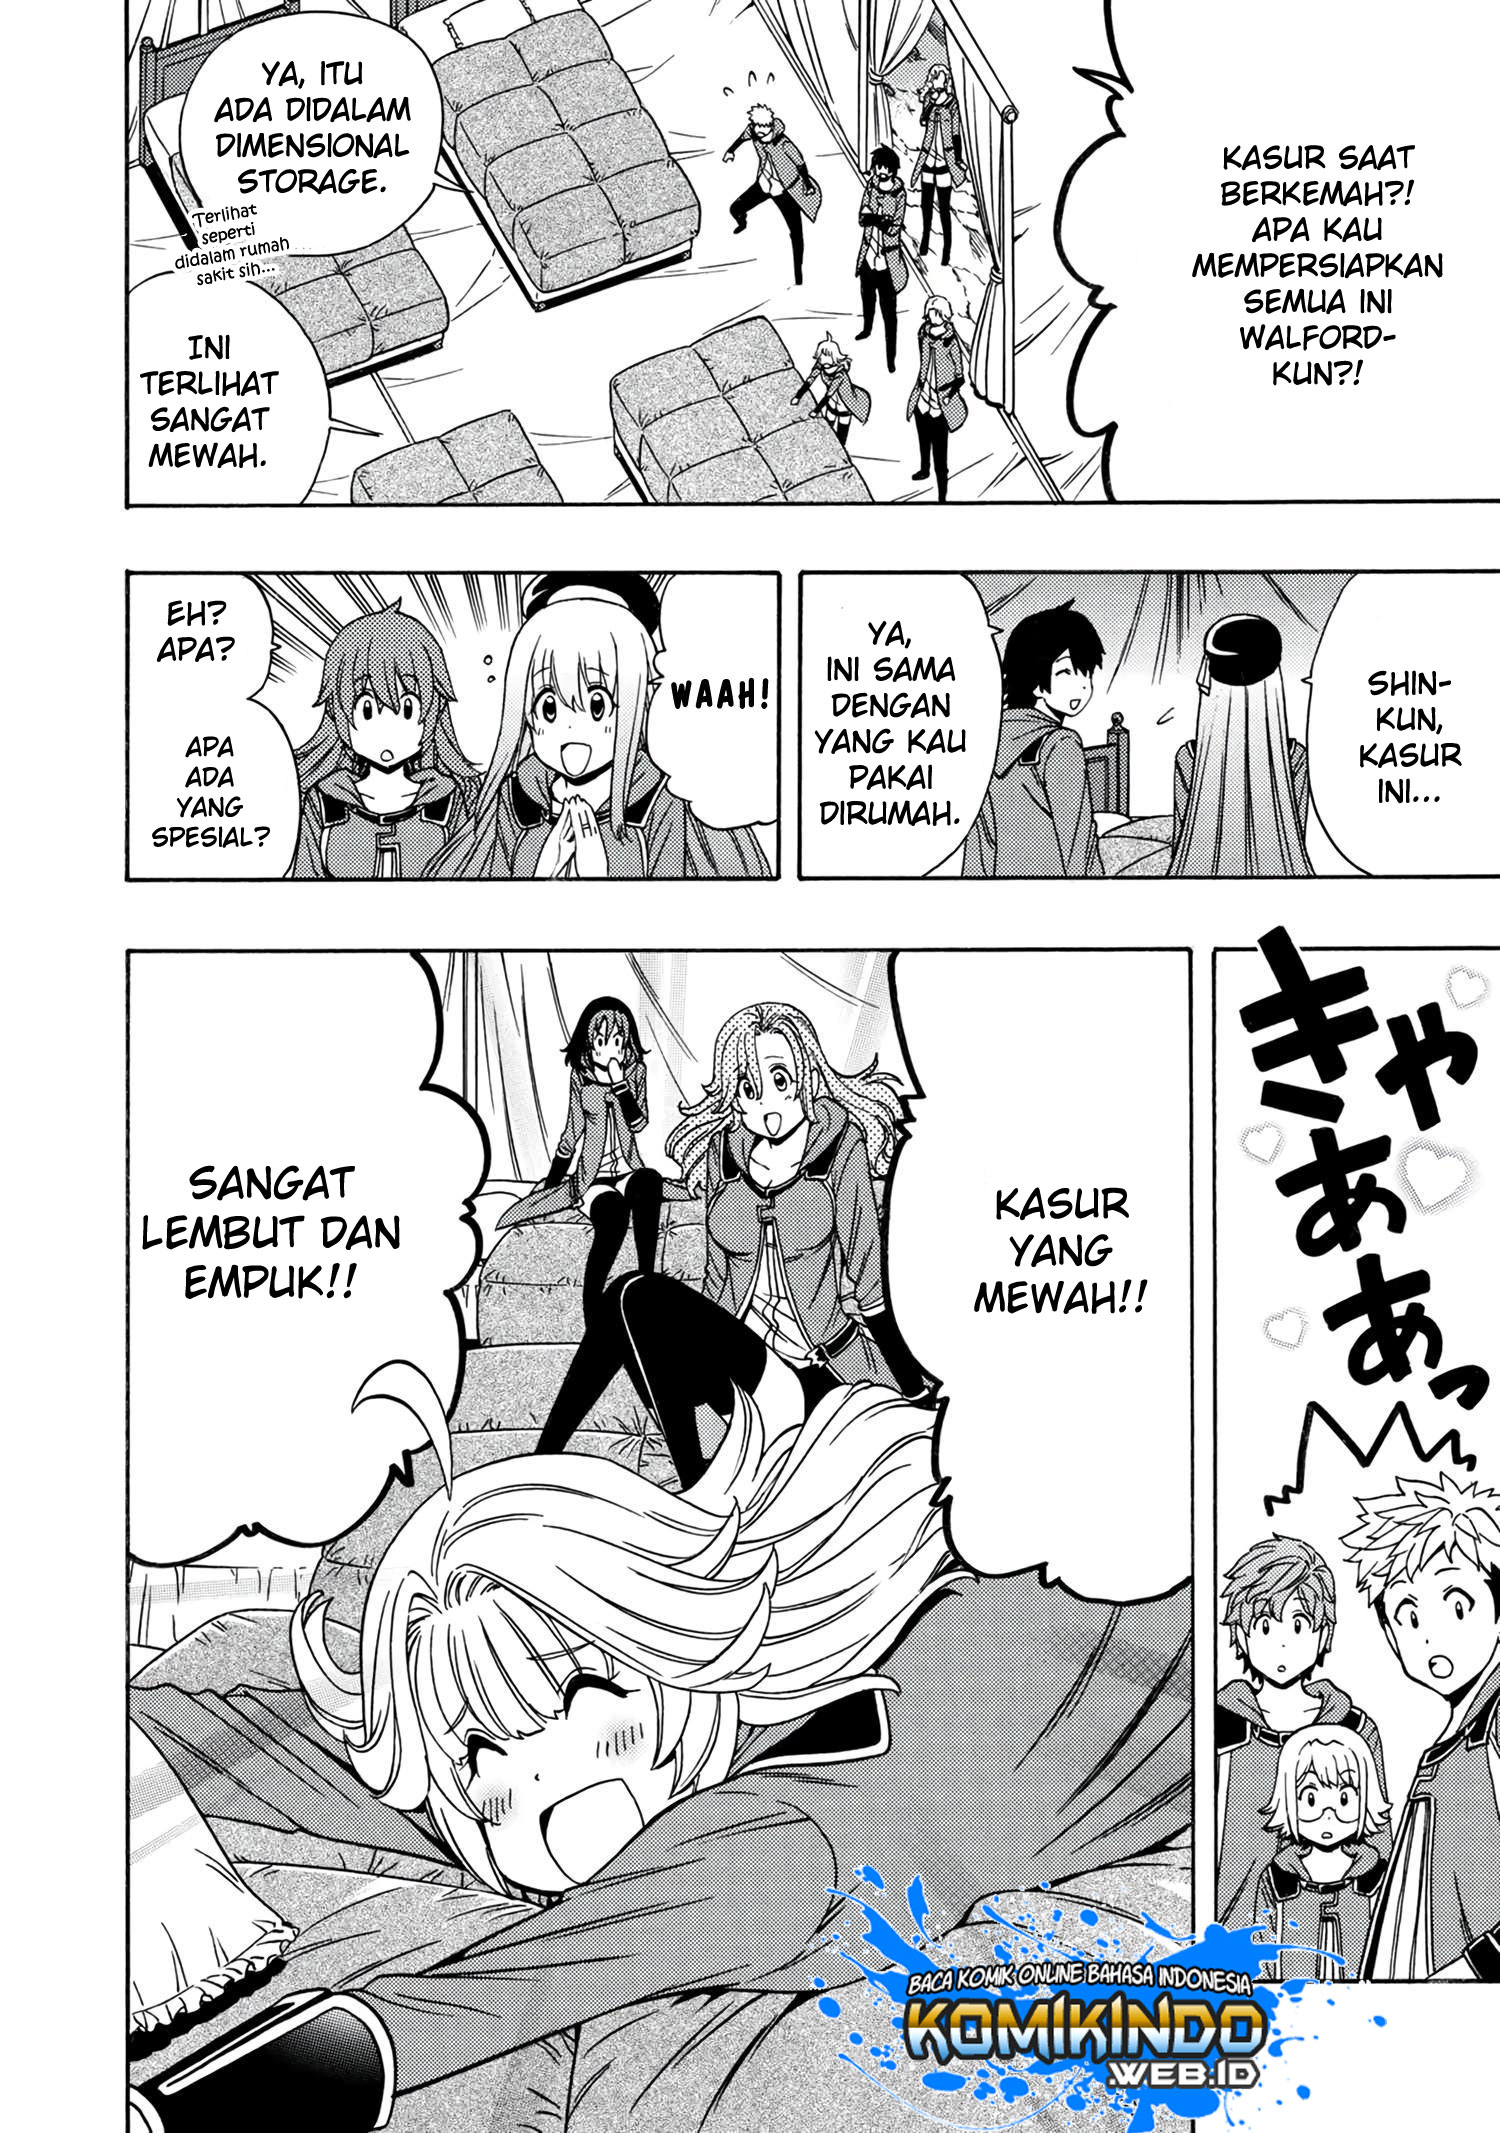 KASUR SAAT
BERKEMAH?!
APA KAU
MEMPERSIAPKAN
SEMUA INI
WALFORD-
KUN?!
YA, ITU
ADA DIDALAM
DIMENSIONAL
STORAGE.
Terlihat
seperti
didalam rumah
sakit sih...
INI
TERLIHAT
SANGAT
MEWAH.
SHIN-
KUN,
KASUR
INI...
YA,
INI SAMA
DENGAN
YANG KAU
PAKAI
DIRUMAH.
WAAH!
EH?
APA?
APA
ADA
YANG
SPESIAL?
きゃあああっ
KASUR
YANG
MEWAH!!
SANGAT
LEMBUT DAN
EMPUK!!
BACA KOMIK ONLINE BAHASA INDONESIA
KOMIKINDO
.WEB.ID